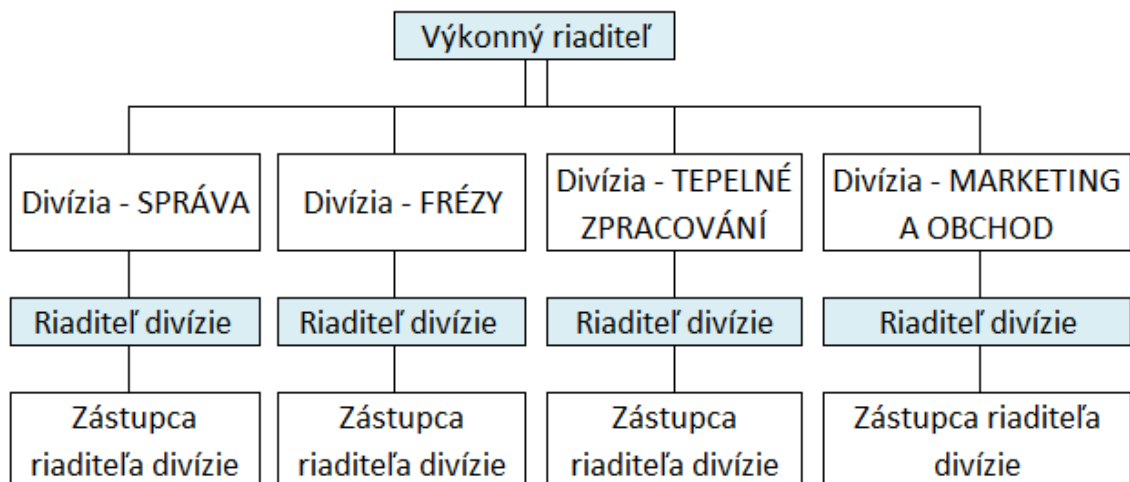 Výkonný riaditeľ
Divízia - SPRÁVA
Divízia - FRÉZY
Divízia - TEPELNÉ
ZPRACOVÁNÍ
Divízia - MARKETING
A OBCHOD
Riaditeľ divízie
Riaditeľ divízie
Riaditeľ divízie
Riaditeľ divízie
Zástupca
riaditeľa divízie
Zástupca
riaditeľa divízie
Zástupca
riaditeľa divízie
Zástupca riaditeľa
divízie